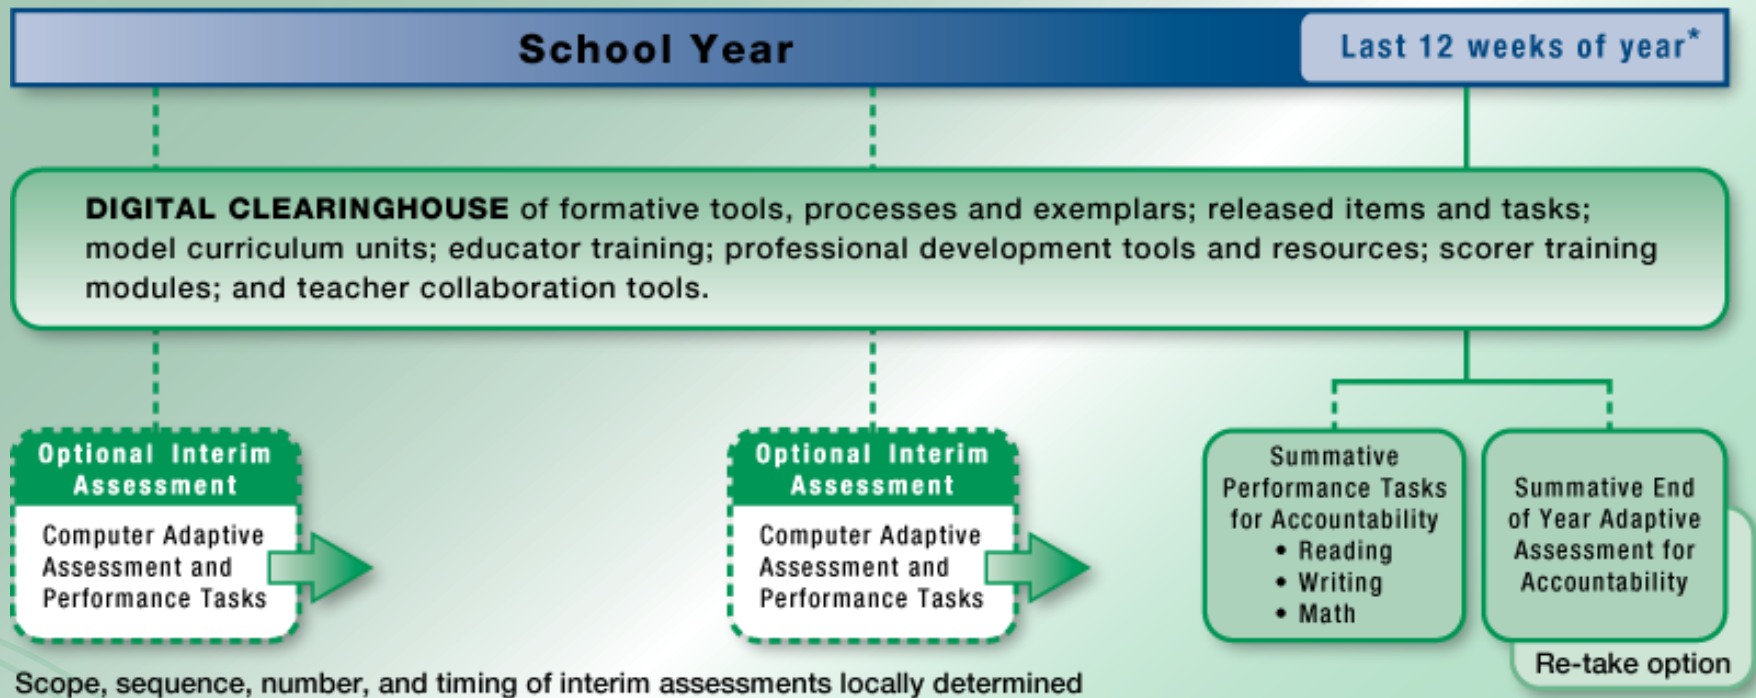 School Year
Last 12 weeks of year*
DIGITAL CLEARINGHOUSE of formative tools, processes and exemplars; released items and tasks;
model curriculum units; educator training; professional development tools and resources; scorer training
modules; and teacher collaboration tools.
Optional Interim
Assessment
Computer Adaptive
Assessment and
Performance Tasks
Optional Interim
Assessment
Computer Adaptive
Assessment and
Performance Tasks
Summative
Performance Tasks
for Accountability
• Reading
• Writing
• Math
Summative End
of Year Adaptive
Assessment for
Accountability
Re-take option
Scope, sequence, number, and timing of interim assessments locally determined